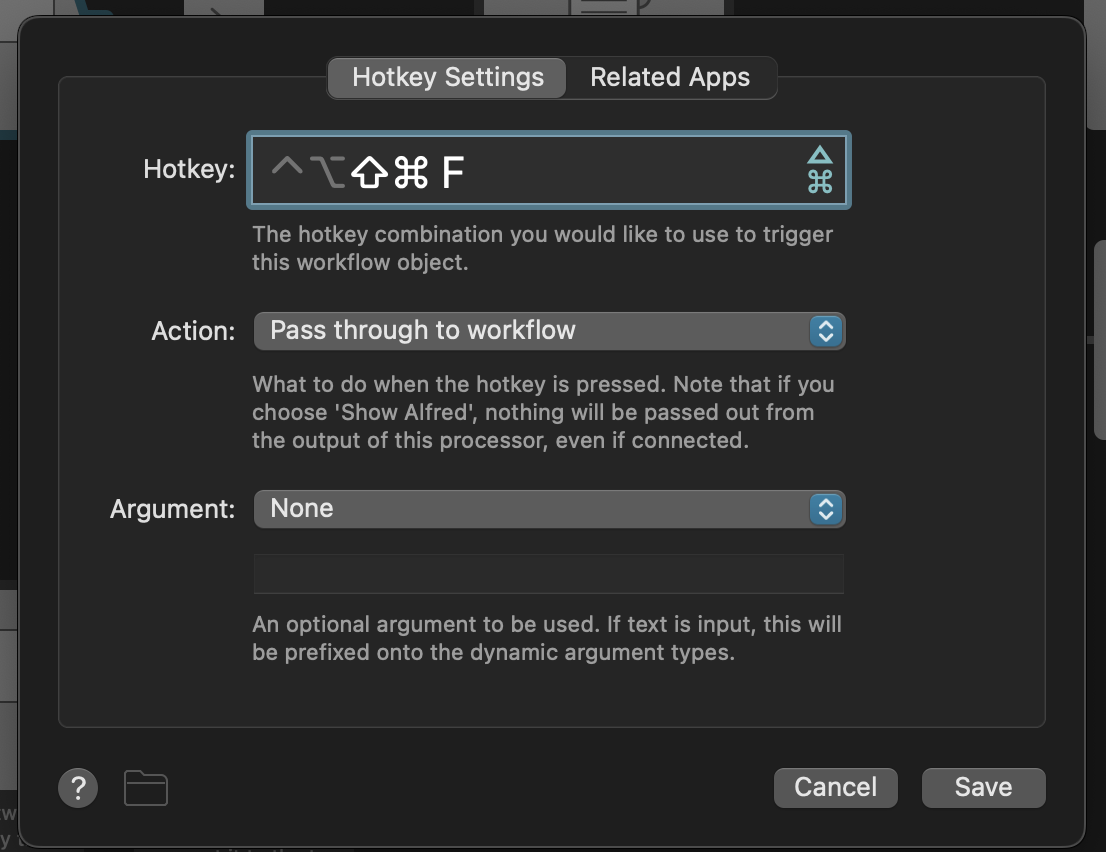 Hotkey Settings Related Apps
Hotkey: ⌃⌥⇧⌘ F
The hotkey combination you would like to use to trigger
this workflow object.
Action: Pass through to workflow
What to do when the hotkey is pressed. Note that if you
choose 'Show Alfred', nothing will be passed out from
the output of this processor, even if connected.
Argument: None
An optional argument to be used. If text is input, this will
be prefixed onto the dynamic argument types.
? Cancel Save